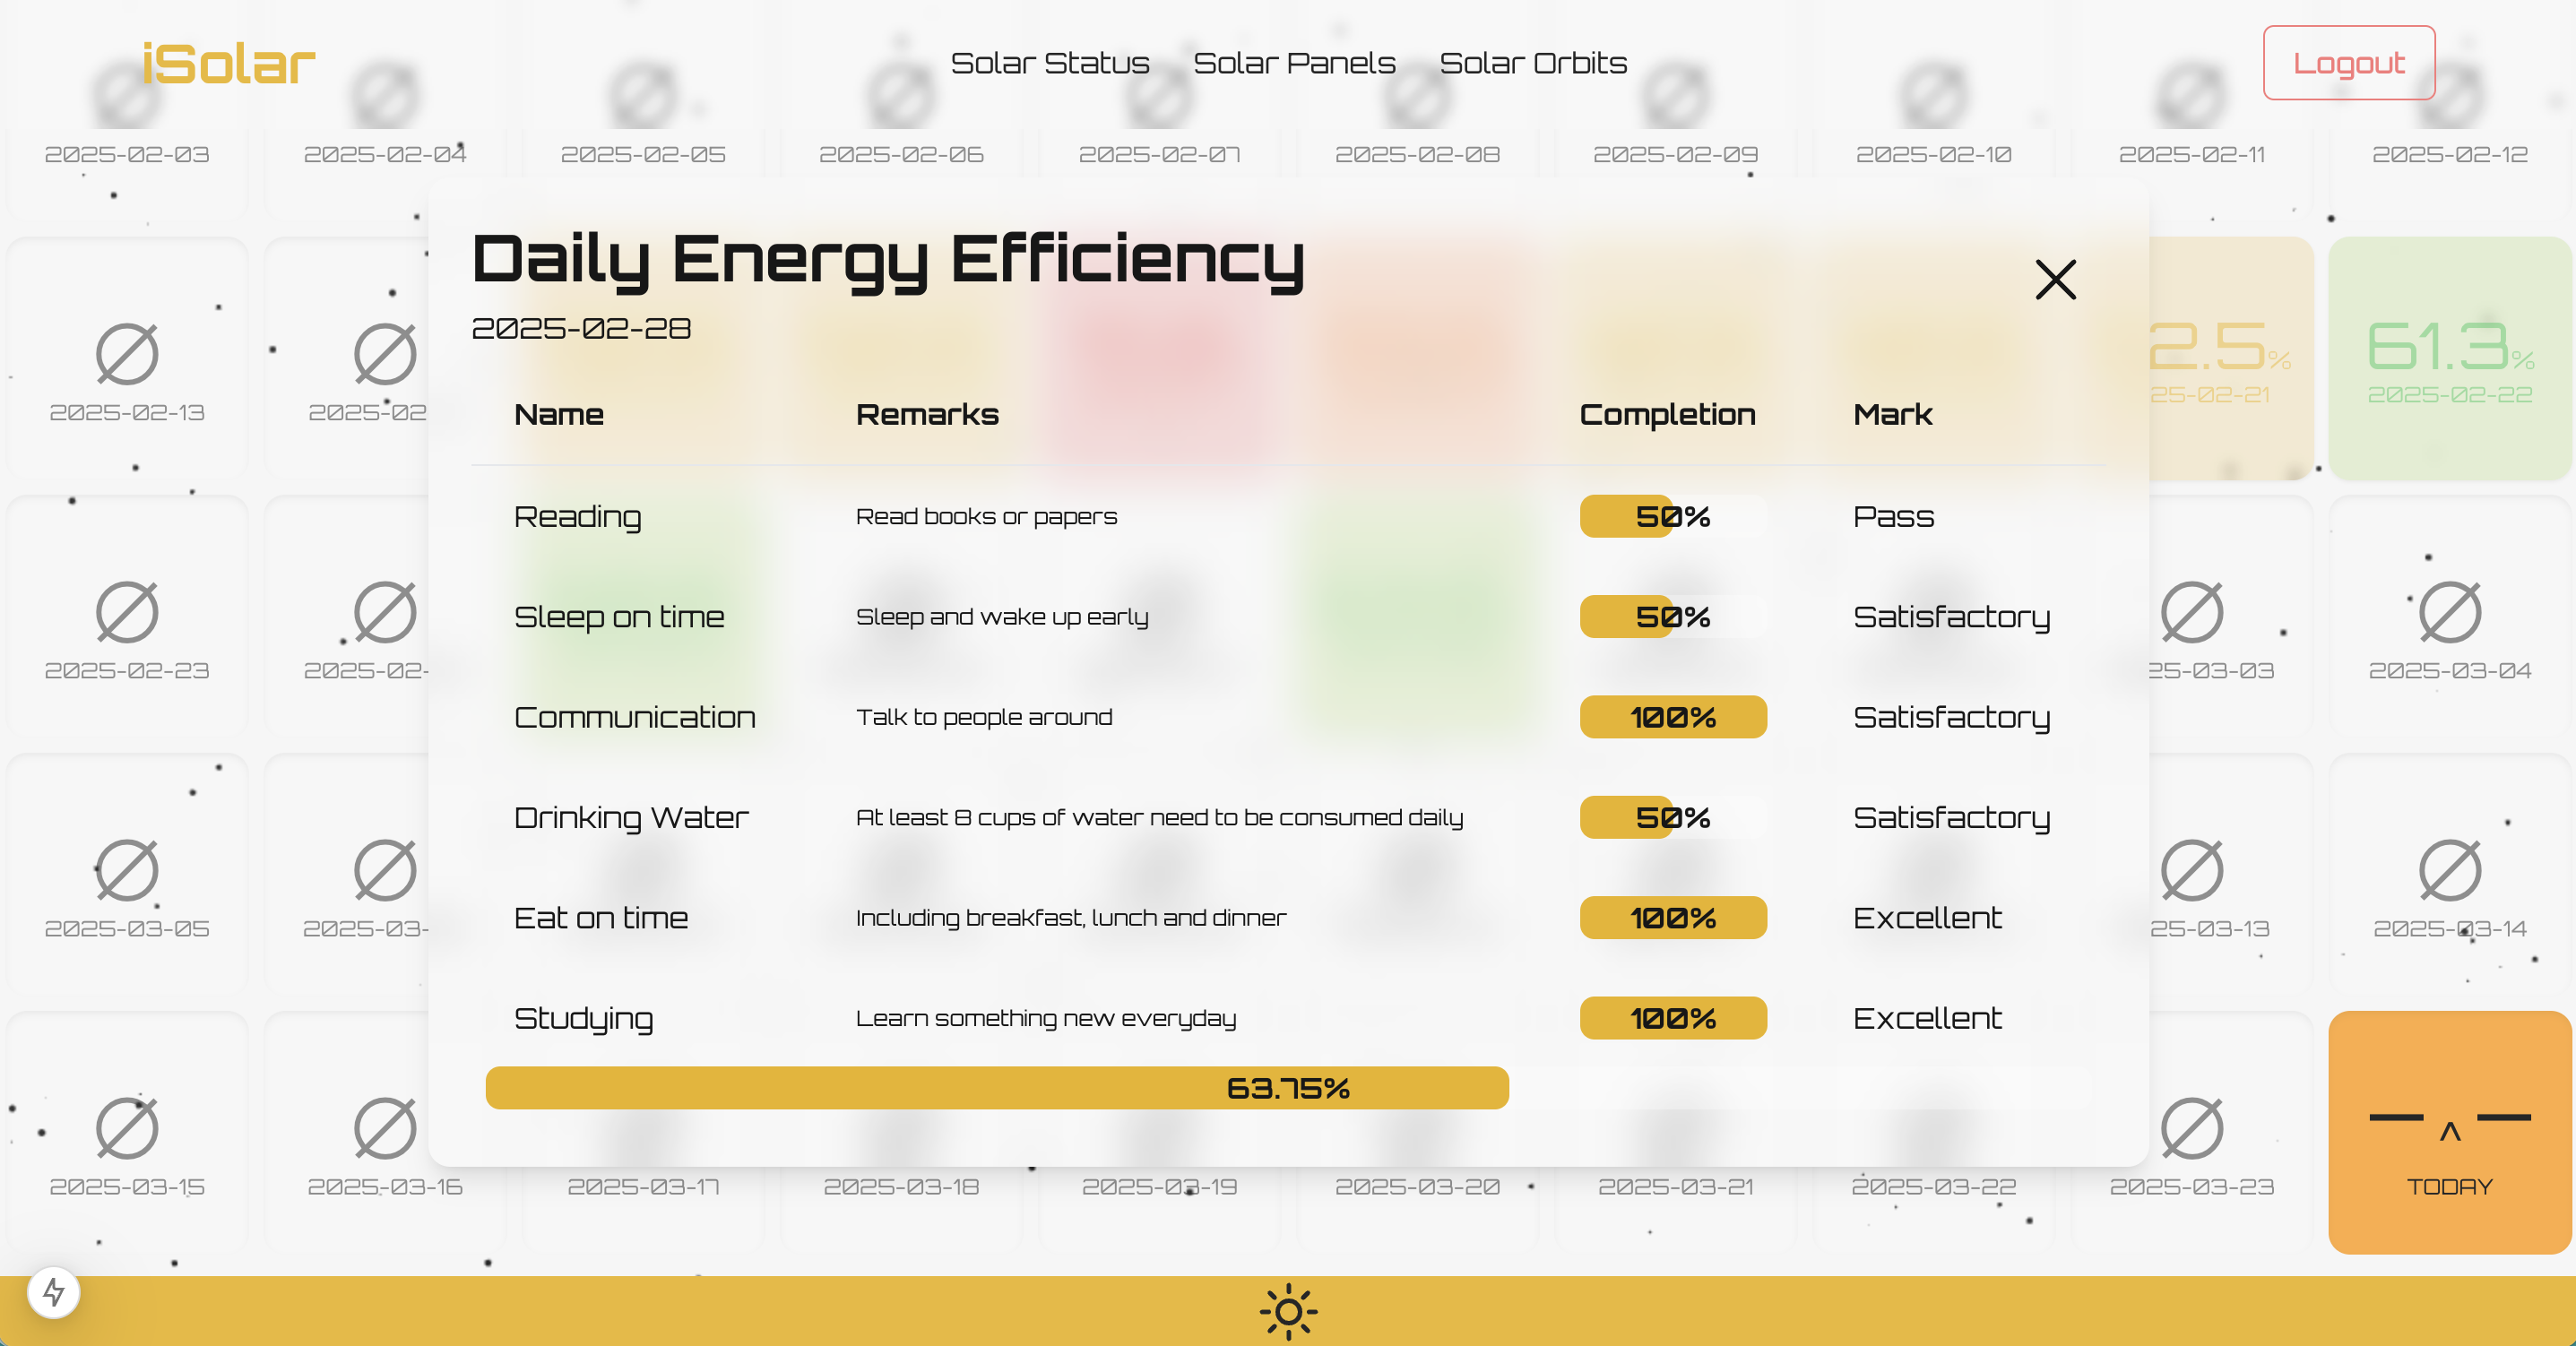 iSolar
Solar Status Solar Panels Solar Orbits
Logout
2025-02-03 2025-02-04 2025-02-05 2025-02-06 2025-02-07 2025-02-08 2025-02-09 2025-02-10 2025-02-11 2025-02-12
Daily Energy Efficiency
2025-02-28
Name Remarks Completion Mark
Reading Read books or papers 50% Pass
Sleep on time Sleep and wake up early 50% Satisfactory
Communication Talk to people around 100% Satisfactory
Drinking Water At least 8 cups of water need to be consumed daily 50% Satisfactory
Eat on time Including breakfast, lunch and dinner 100% Excellent
Studying Learn something new everyday 100% Excellent
63.75%
2.5% 61.3%
2025-02-13 2025-02 25-02-21 2025-02-22
2025-02-23 2025-02- 25-03-03 2025-03-04
2025-03-05 2025-03- 25-03-13 2025-03-14
2025-03-15 2025-03-16 2025-03-17 2025-03-18 2025-03-19 2025-03-20 2025-03-21 2025-03-22 2025-03-23 TODAY